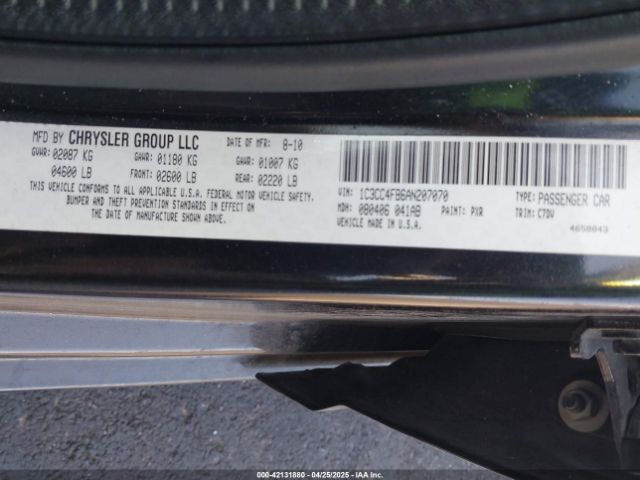 MFD BY CHRYSLER GROUP LLC DATE OF MFR: 8-10
GVWR: 02087 KG GAWR: 01180 KG GAWR: 01007 KG
04600 LB FRONT: 02600 LB REAR: 02220 LB
THIS VEHICLE CONFORMS TO ALL APPLICABLE U.S.A. FEDERAL MOTOR VEHICLE SAFETY,
BUMPER AND THEFT PREVENTION STANDARDS IN EFFECT ON
THE DATE OF MANUFACTURE SHOWN ABOVE.
VIN: 1C3CC4FB6AN207070 TYPE: PASSENGER CAR
MDH: 080406 041AB PAINT: PXR TRIM: C7DV
VEHICLE MADE IN U.S.A. 4658043
000-42131880 - 04/25/2025 - IAAI.COM